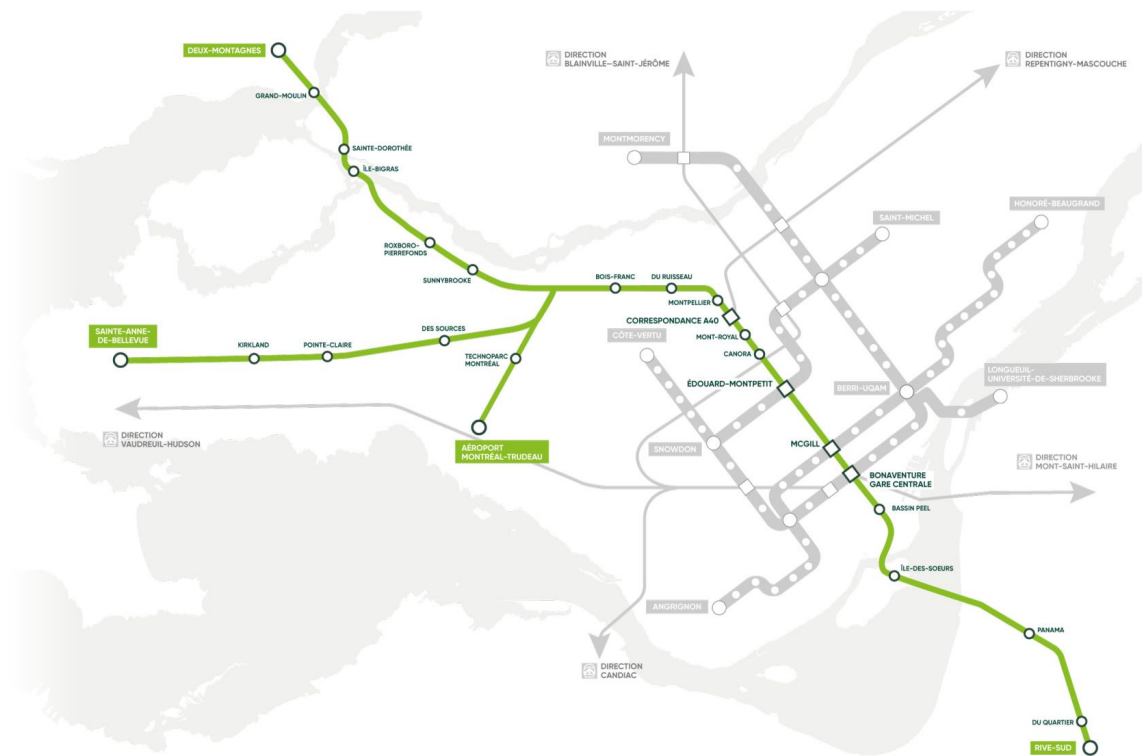 DEUX-MONTAGNES
GRAND-MOULIN
SAINTE-DOROTHÉE
ÎLE-BIGRAS
ROXBORO-
PIERREFONDS
SUNNYBROOKE
DIRECTION
BLAINVILLE–SAINT-JÉRÔME
DIRECTION
REPENTIGNY-MASCOUCHE
MONTMORENCY
SAINT-MICHEL
HONORÉ-BEAUGRAND
BOIS-FRANC
DU RUISSEAU
MONTPELLIER
CORRESPONDANCE A40
MONT-ROYAL
CANORA
CÔTE-VERTU
SAINTE-ANNE-
DE-BELLEVUE
KIRKLAND
POINTE-CLAIRE
DES SOURCES
TECHNOPARC
MONTRÉAL
AÉROPORT
MONTRÉAL-TRUDEAU
ÉDOUARD-MONTPETIT
BERRI-UQAM
LONGUEUIL-
UNIVERSITÉ-DE-SHERBROOKE
DIRECTION
VAUDREUIL-HUDSON
SNOWDON
MCGILL
BONAVENTURE
GARE CENTRALE
DIRECTION
MONT-SAINT-HILAIRE
BASSIN PEEL
ÎLE-DES-SOEURS
ANGRIGNON
PANAMA
DIRECTION
CANDIAC
DU QUARTIER
RIVE-SUD